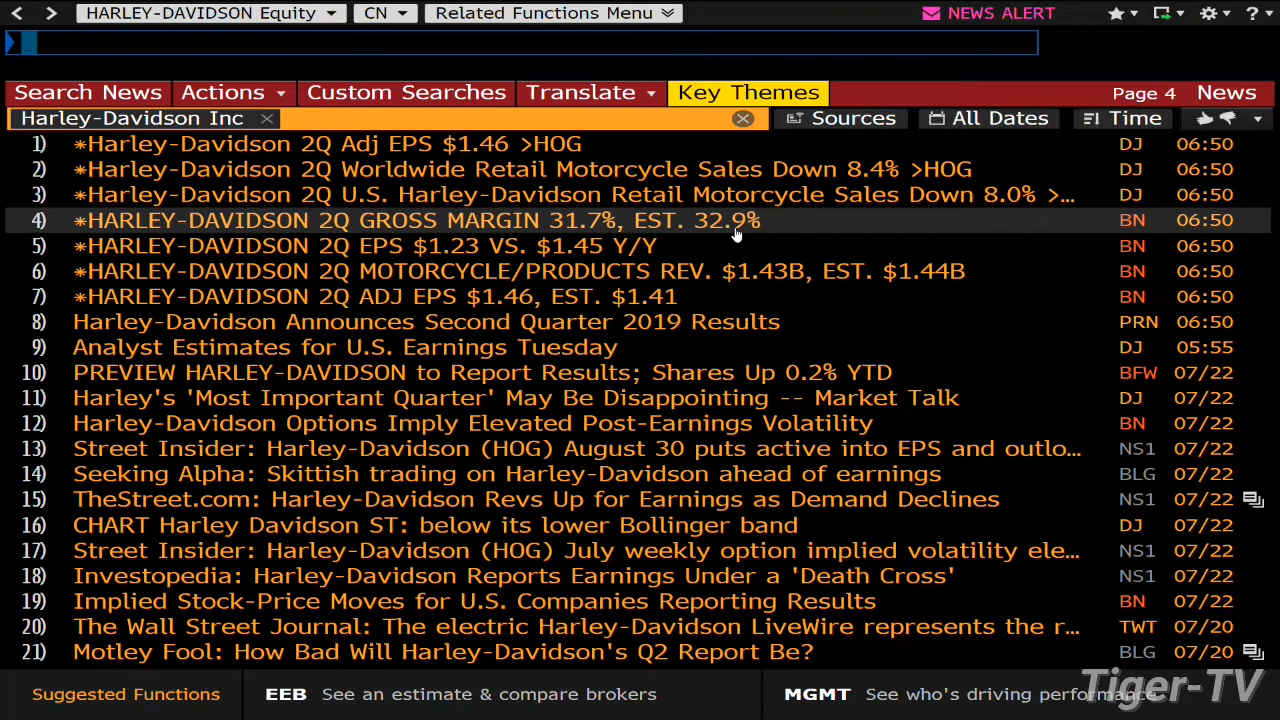 HARLEY-DAVIDSON Equity CN Related Functions Menu NEWS ALERT ?
Search News Actions Custom Searches Translate Key Themes Page 4 News
Harley-Davidson Inc × Sources All Dates Time
1) *Harley-Davidson 2Q Adj EPS $1.46 >HOG DJ 06:50
2) *Harley-Davidson 2Q Worldwide Retail Motorcycle Sales Down 8.4% >HOG DJ 06:50
3) *Harley-Davidson 2Q U.S. Harley-Davidson Retail Motorcycle Sales Down 8.0% >... DJ 06:50
4) *HARLEY-DAVIDSON 2Q GROSS MARGIN 31.7%, EST. 32.9% BN 06:50
5) *HARLEY-DAVIDSON 2Q EPS $1.23 VS. $1.45 Y/Y BN 06:50
6) *HARLEY-DAVIDSON 2Q MOTORCYCLE/PRODUCTS REV. $1.43B, EST. $1.44B BN 06:50
7) *HARLEY-DAVIDSON 2Q ADJ EPS $1.46, EST. $1.41 BN 06:50
8) Harley-Davidson Announces Second Quarter 2019 Results PRN 06:50
9) Analyst Estimates for U.S. Earnings Tuesday DJ 05:55
10) PREVIEW HARLEY-DAVIDSON to Report Results; Shares Up 0.2% YTD BFW 07/22
11) Harley's 'Most Important Quarter' May Be Disappointing -- Market Talk DJ 07/22
12) Harley-Davidson Options Imply Elevated Post-Earnings Volatility BN 07/22
13) Street Insider: Harley-Davidson (HOG) August 30 puts active into EPS and outlo... NS1 07/22
14) Seeking Alpha: Skittish trading on Harley-Davidson ahead of earnings BLG 07/22
15) TheStreet.com: Harley-Davidson Revs Up for Earnings as Demand Declines NS1 07/22
16) CHART Harley Davidson ST: below its lower Bollinger band DJ 07/22
17) Street Insider: Harley-Davidson (HOG) July weekly option implied volatility ele... NS1 07/22
18) Investopedia: Harley-Davidson Reports Earnings Under a 'Death Cross' NS1 07/22
19) Implied Stock-Price Moves for U.S. Companies Reporting Results BN 07/22
20) The Wall Street Journal: The electric Harley-Davidson LiveWire represents the r... TWT 07/20
21) Motley Fool: How Bad Will Harley-Davidson's Q2 Report Be? BLG 07/20
Suggested Functions EEB See an estimate & compare brokers MGMT See who's driving performance
Tiger-TV